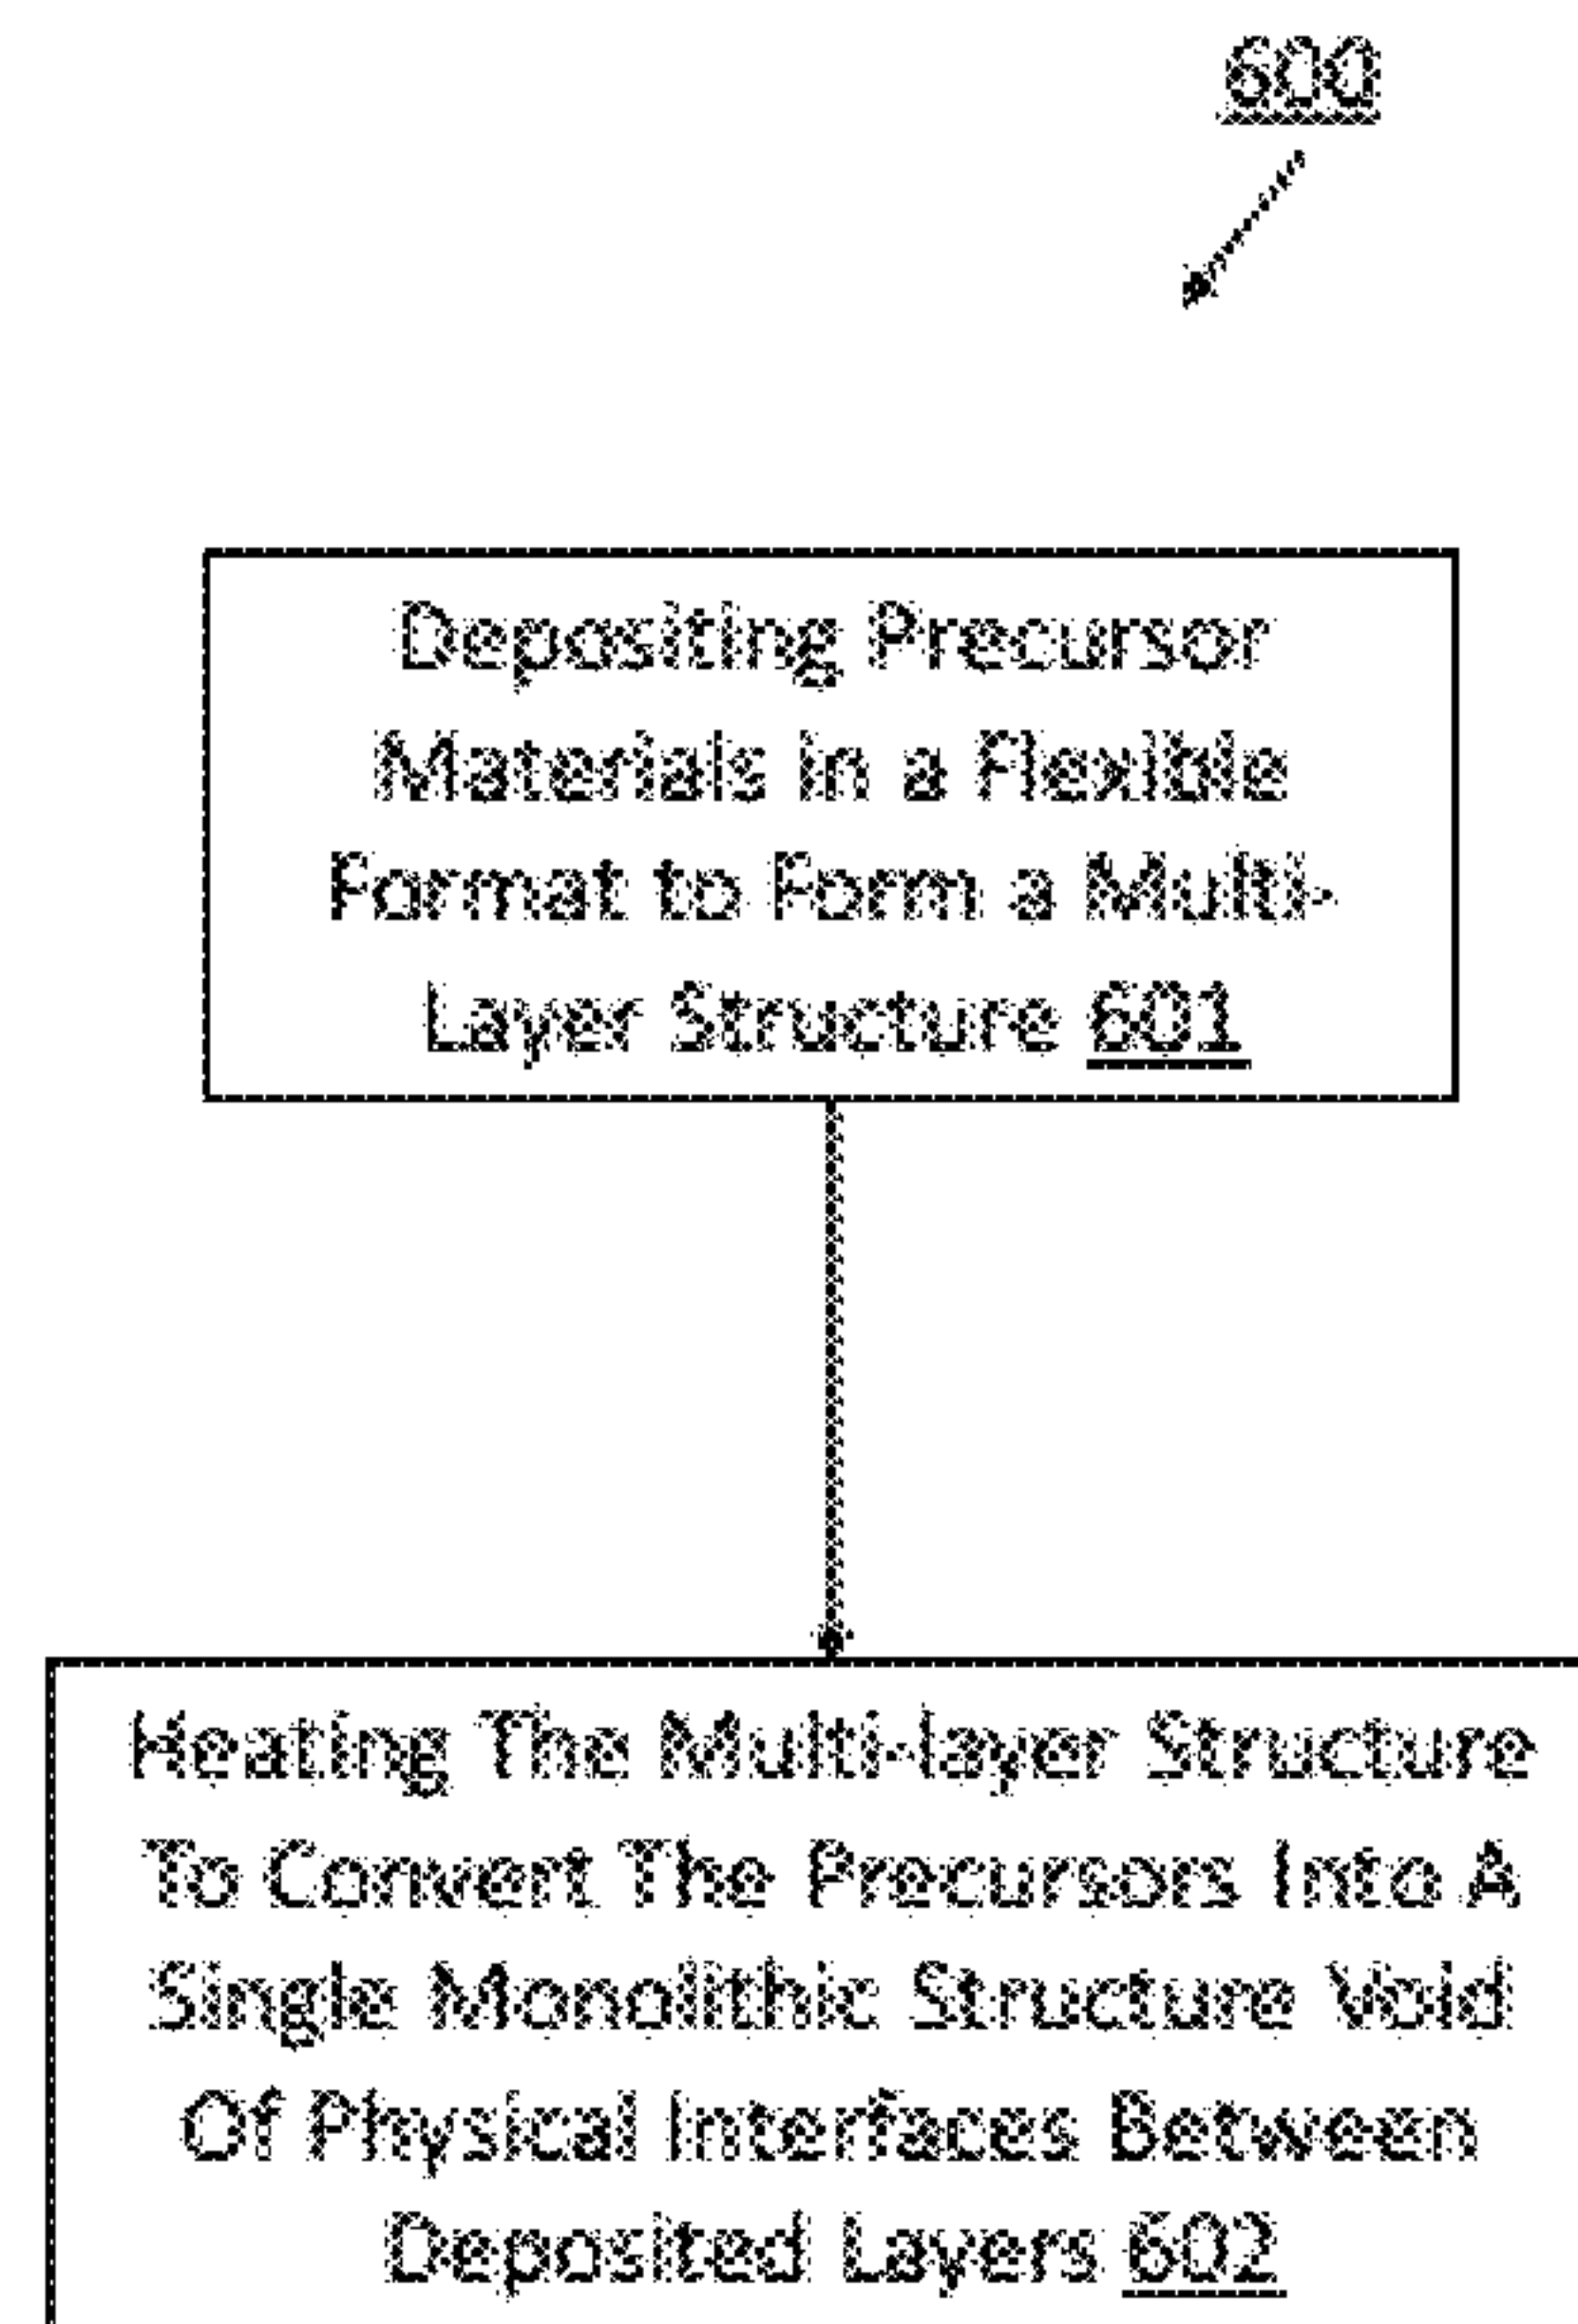 600
Depositing Precursor
Materials in a Flexible
Format to Form a Multi-
Layer Structure 601
Heating The Multi-layer Structure
To Convert The Precursors Into A
Single Monolithic Structure Void
Of Physical Interfaces Between
Deposited Layers 602